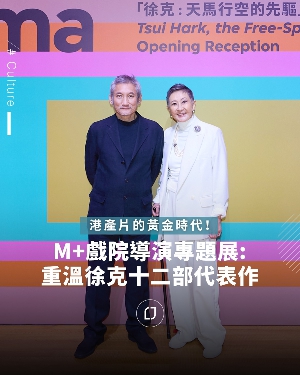 ma
「徐克：天馬行空的先驅」
Tsui Hark, the Free-Sp
Opening Reception
# Culture
港產片的黃金時代！
M+戲院導演專題展：
重溫徐克十二部代表作